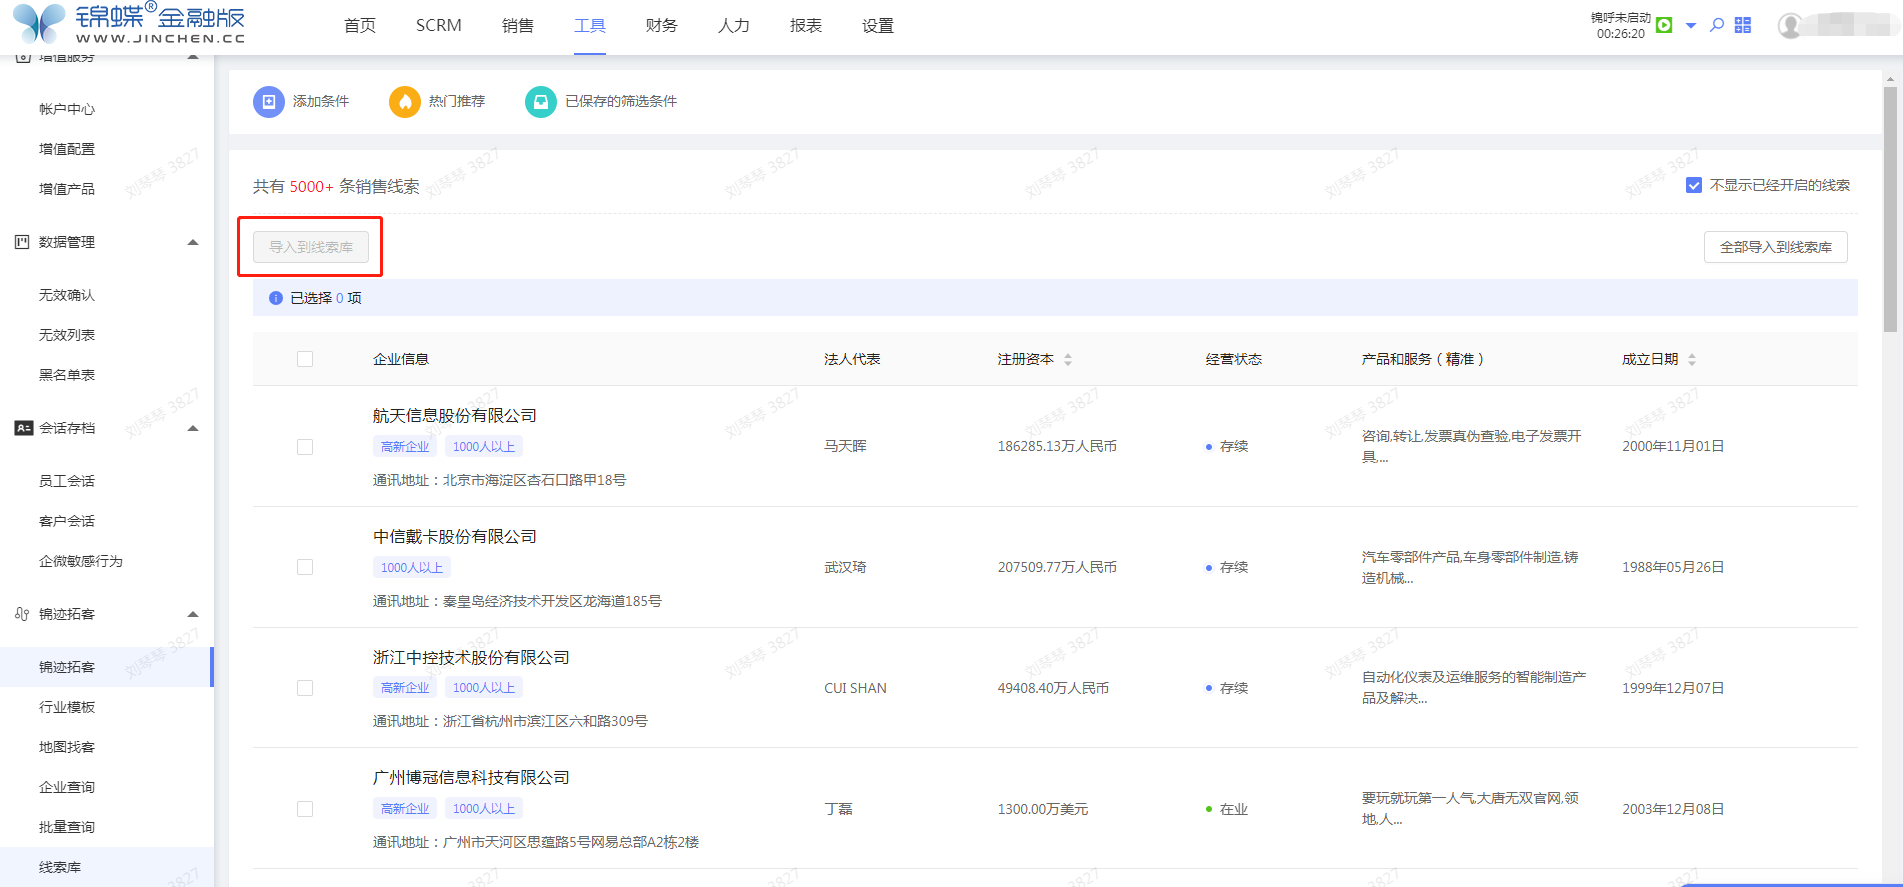 锦蝶®金融版
WWW.JINCHEN.CC
首页 SCRM 销售 工具 财务 人力 报表 设置
锦呼未启动
00:26:20
增值服务
帐户中心
增值配置
增值产品
数据管理
无效确认
无效列表
黑名单表
会话存档
员工会话
客户会话
企微敏感行为
锦迹拓客
锦迹拓客
行业模板
地图找客
企业查询
批量查询
线索库
添加条件 热门推荐 已保存的筛选条件
共有 5000+ 条销售线索 不显示已经开启的线索
导入到线索库 全部导入到线索库
已选择 0 项
企业信息 法人代表 注册资本 经营状态 产品和服务（精准） 成立日期
航天信息股份有限公司
高新企业 1000人以上
通讯地址：北京市海淀区杏石口路甲18号
马天晖 186285.13万人民币 存续
咨询,转让,发票真伪查验,电子发票开
具,...
2000年11月01日
中信戴卡股份有限公司
1000人以上
通讯地址：秦皇岛经济技术开发区龙海道185号
武汉琦 207509.77万人民币 存续
汽车零部件产品,车身零部件制造,铸
造机械...
1988年05月26日
浙江中控技术股份有限公司
高新企业 1000人以上
通讯地址：浙江省杭州市滨江区六和路309号
CUI SHAN 49408.40万人民币 存续
自动化仪表及运维服务的智能制造产
品及解决...
1999年12月07日
广州博冠信息科技有限公司
高新企业 1000人以上
通讯地址：广州市天河区思蕴路5号网易总部A2栋2楼
丁磊 1300.00万美元 在业
要玩就玩第一人气,大唐无双官网,领
地,人...
2003年12月08日
刘琴琴 3827